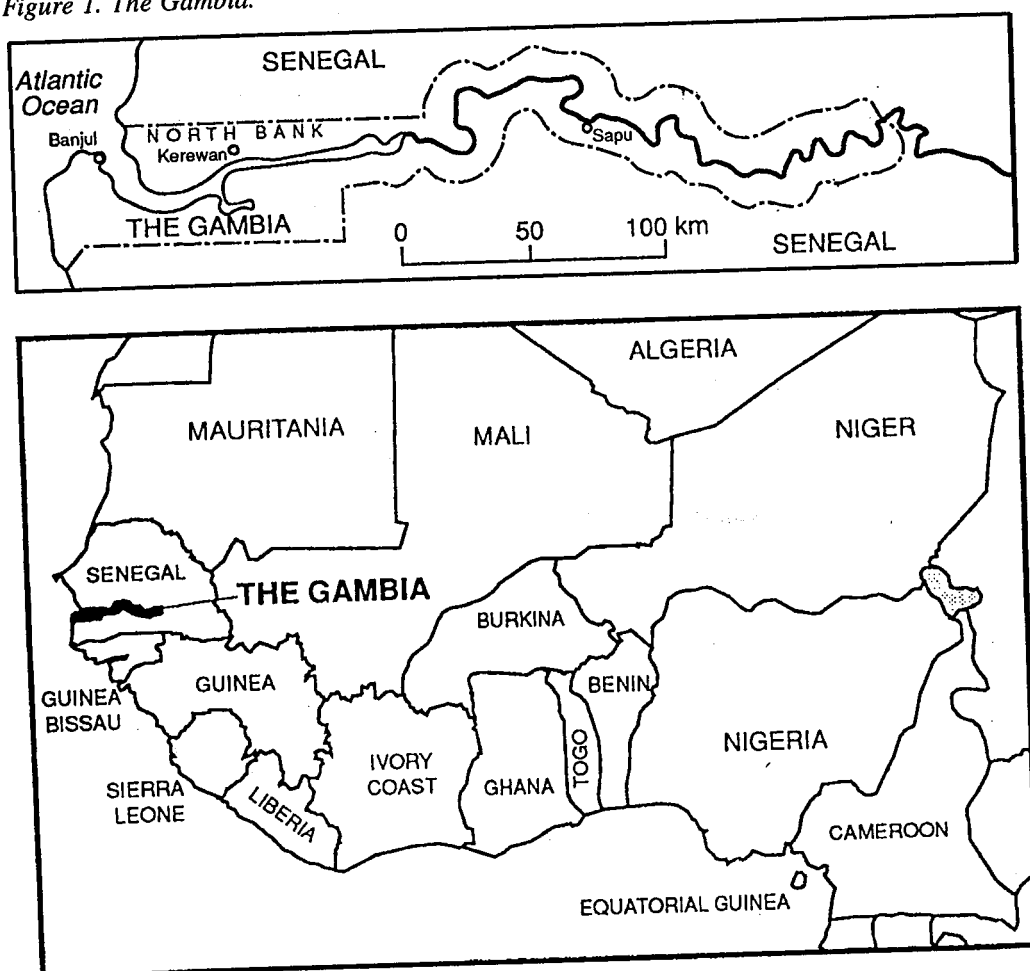 Figure 1. The Gambia.
SENEGAL
Atlantic
Ocean
Banjul
NORTH BANK
Kerewan
Sapu
THE GAMBIA
0 50 100 km
SENEGAL
ALGERIA
MAURITANIA
MALI
NIGER
SENEGAL
THE GAMBIA
BURKINA
GUINEA
BISSAU
GUINEA
BENIN
SIERRA
LEONE
LIBERIA
IVORY
COAST
GHANA
TOGO
NIGERIA
CAMEROON
EQUATORIAL GUINEA